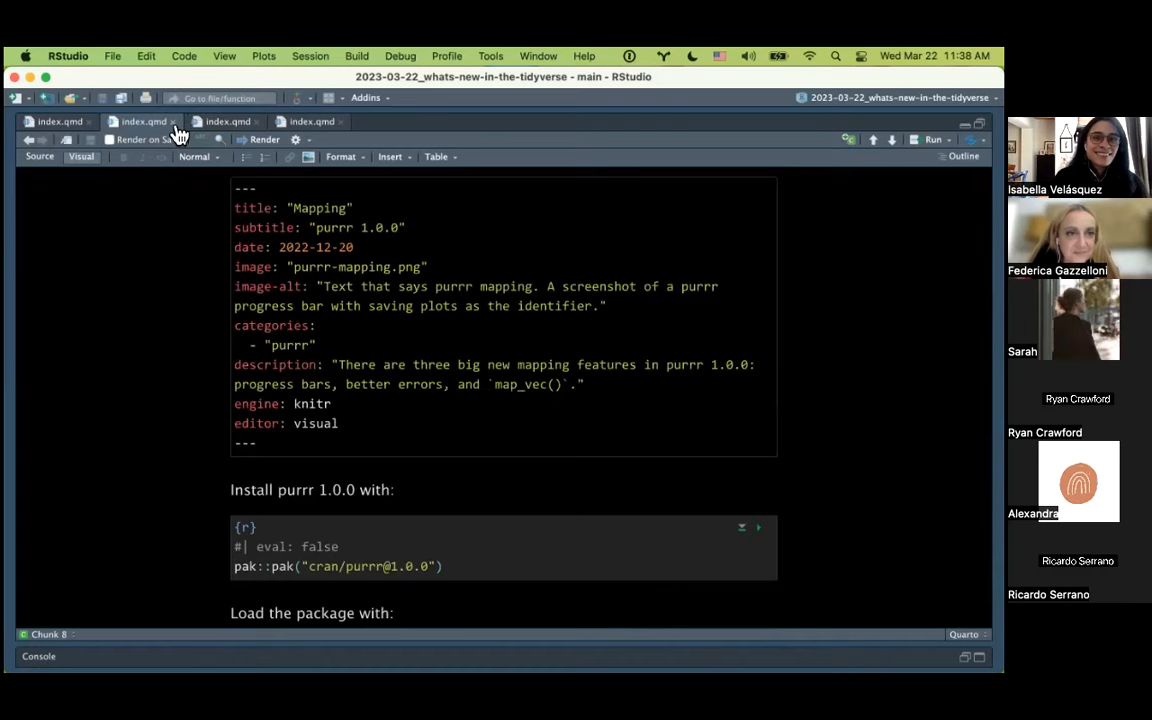 RStudio File Edit Code View Plots Session Build Debug Profile Tools Window Help Wed Mar 22 11:38 AM
2023-03-22_whats-new-in-the-tidyverse - main - RStudio
Go to file/function Addins 2023-03-22_whats-new-in-the-tidyverse
index.qmd index.qmd index.qmd index.qmd
Render on Sa Render Run
Source Visual B I Normal Format Insert Table Outline
---
title: "Mapping"
subtitle: "purrr 1.0.0"
date: 2022-12-20
image: "purrr-mapping.png"
image-alt: "Text that says purrr mapping. A screenshot of a purrr
progress bar with saving plots as the identifier."
categories:
- "purrr"
description: "There are three big new mapping features in purrr 1.0.0:
progress bars, better errors, and `map_vec()`."
engine: knitr
editor: visual
---
Install purrr 1.0.0 with:
{r}
#| eval: false
pak::pak("cran/purrr@1.0.0")
Load the package with:
Chunk 8 Quarto
Console
Isabella Velásquez
Federica Gazzelloni
Sarah
Ryan Crawford
Ryan Crawford
Alexandra
Ricardo Serrano
Ricardo Serrano